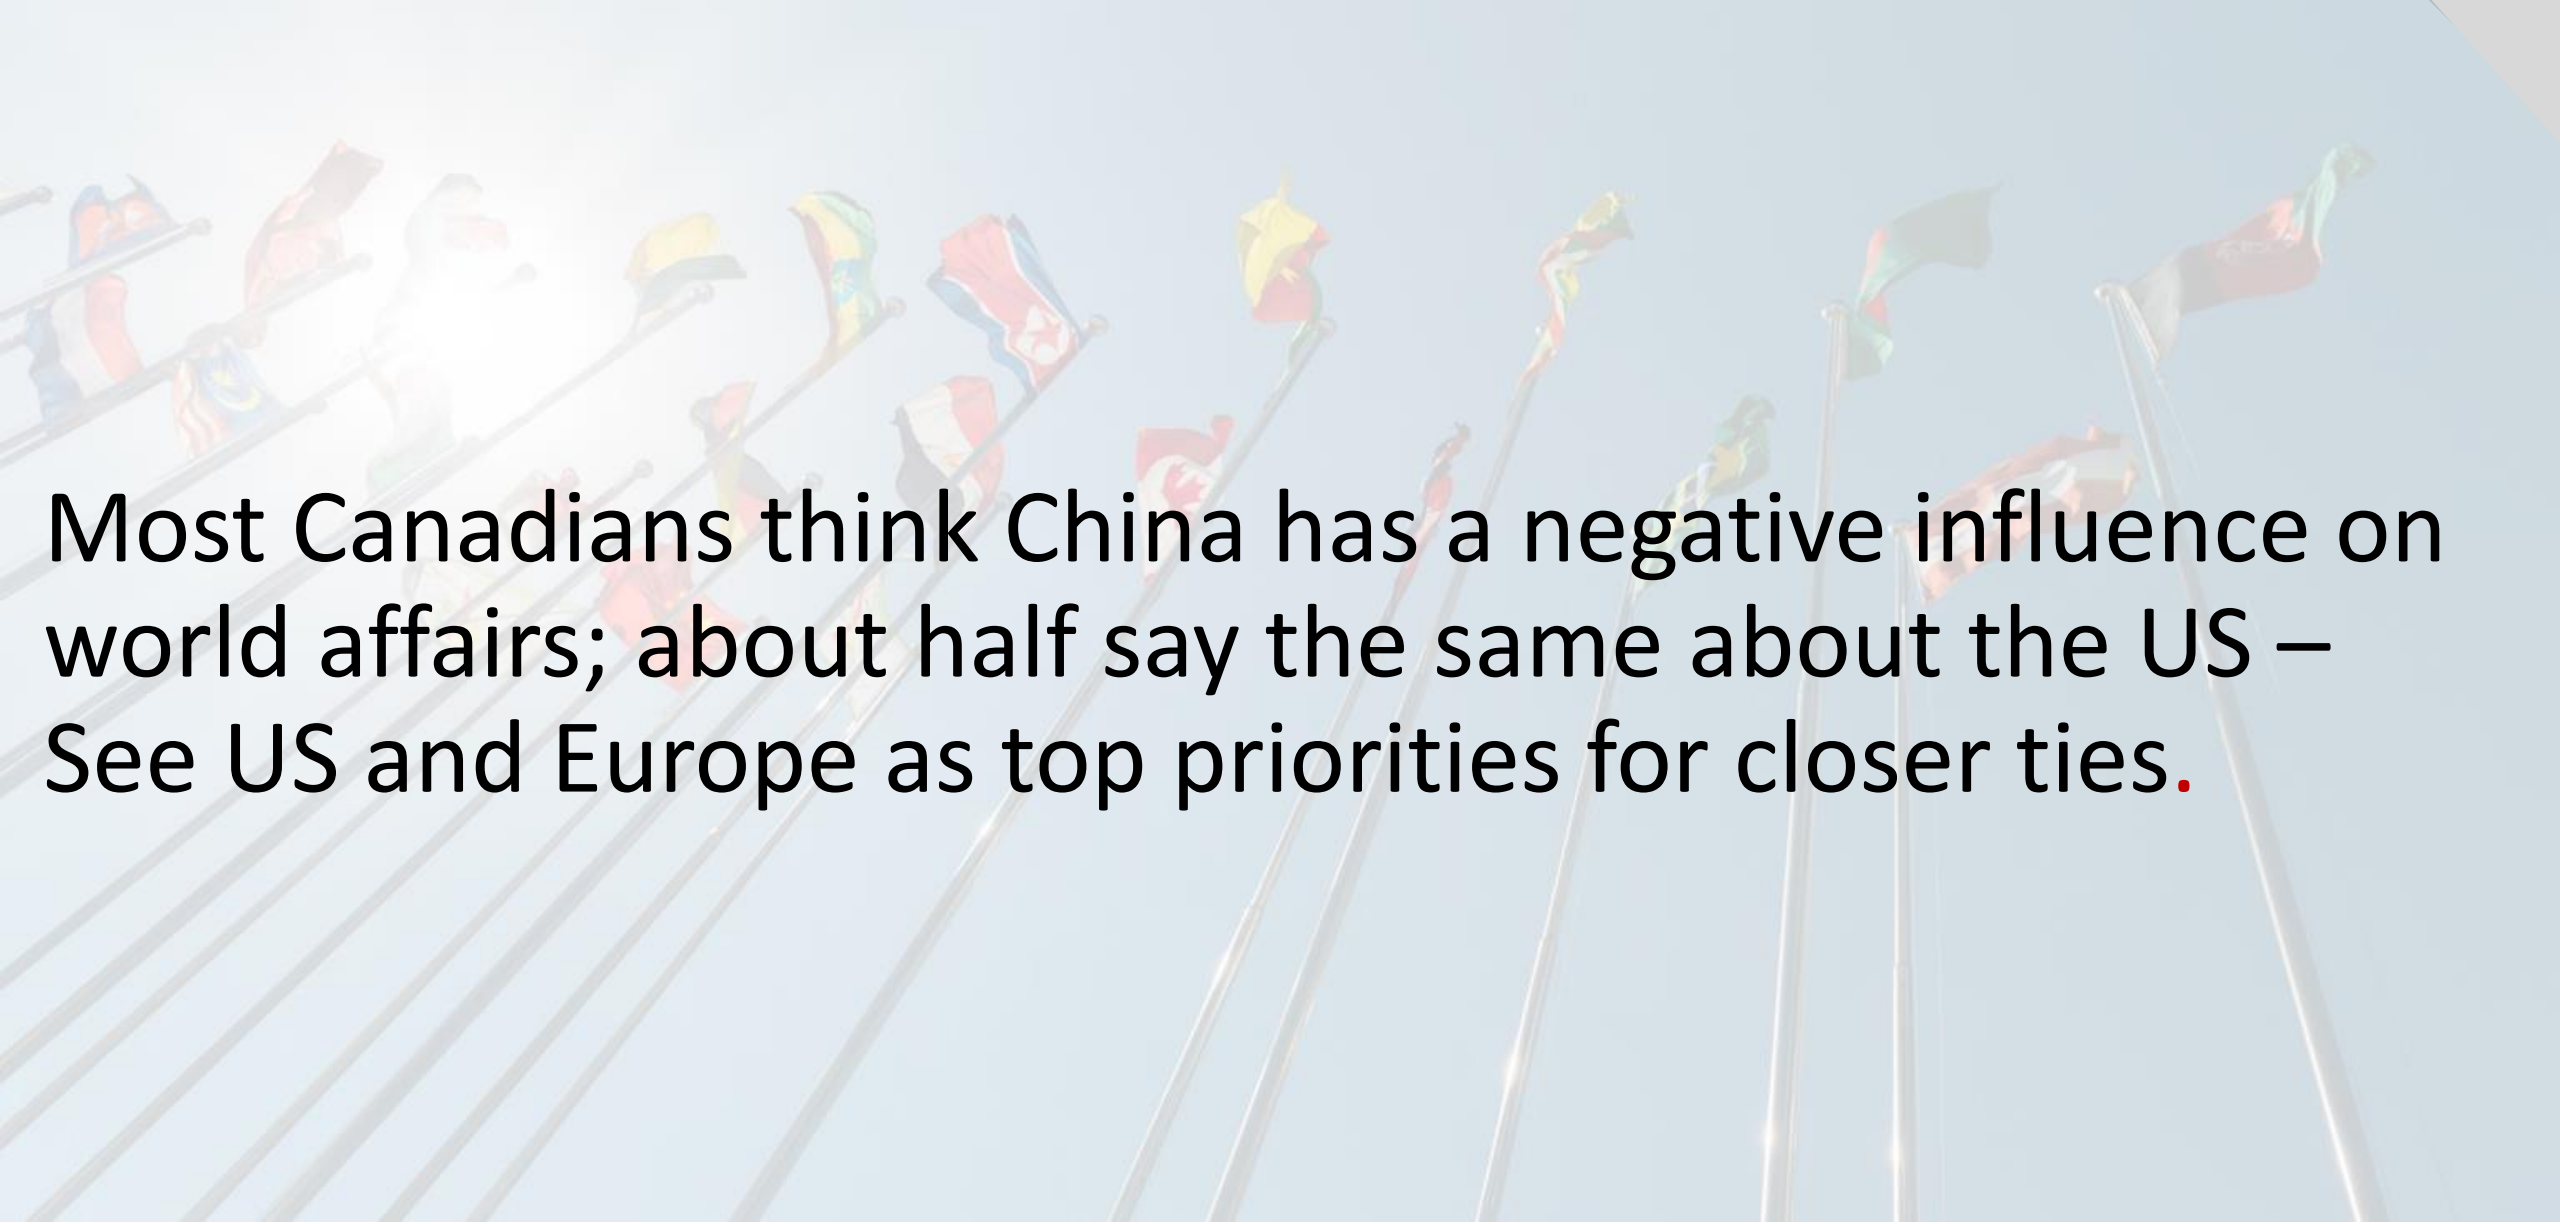 Most Canadians think China has a negative influence on
world affairs; about half say the same about the US –
See US and Europe as top priorities for closer ties.